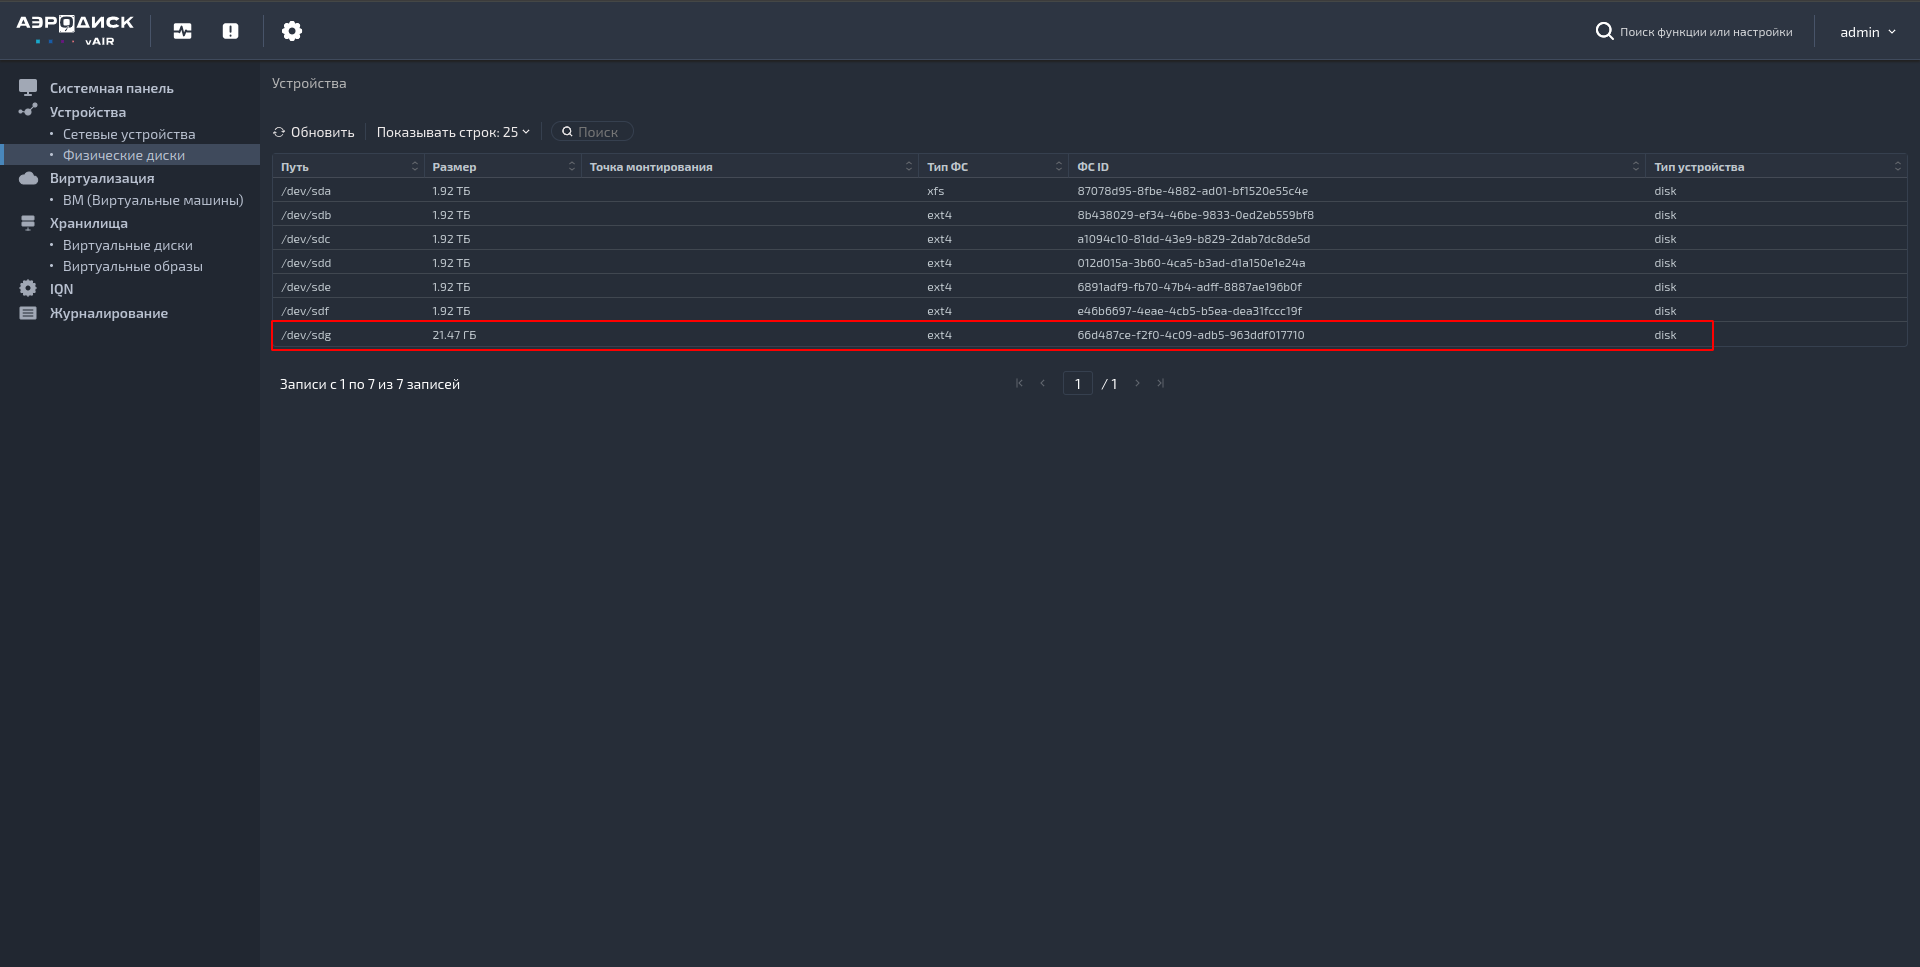 АЭРОДИСК
vAIR
Поиск функции или настройки
admin
Системная панель
Устройства
Сетевые устройства
Физические диски
Виртуализация
ВМ (Виртуальные машины)
Хранилища
Виртуальные диски
Виртуальные образы
IQN
Журналирование
Устройства
Обновить Показывать строк: 25 Поиск
Путь Размер Точка монтирования Тип ФС ФС ID Тип устройства
/dev/sda 1.92 ТБ xfs 87078d95-8fbe-4882-ad01-bf1520e55c4e disk
/dev/sdb 1.92 ТБ ext4 8b438029-ef34-46be-9833-0ed2eb559bf8 disk
/dev/sdc 1.92 ТБ ext4 a1094c10-81dd-43e9-b829-2dab7dc8de5d disk
/dev/sdd 1.92 ТБ ext4 012d015a-3b60-4ca5-b3ad-d1a150e1e24a disk
/dev/sde 1.92 ТБ ext4 6891adf9-fb70-47b4-adff-8887ae196b0f disk
/dev/sdf 1.92 ТБ ext4 e46b6697-4eae-4cb5-b5ea-dea31fccc19f disk
/dev/sdg 21.47 ГБ ext4 66d487ce-f2f0-4c09-adb5-963ddf017710 disk
Записи с 1 по 7 из 7 записей 1 / 1